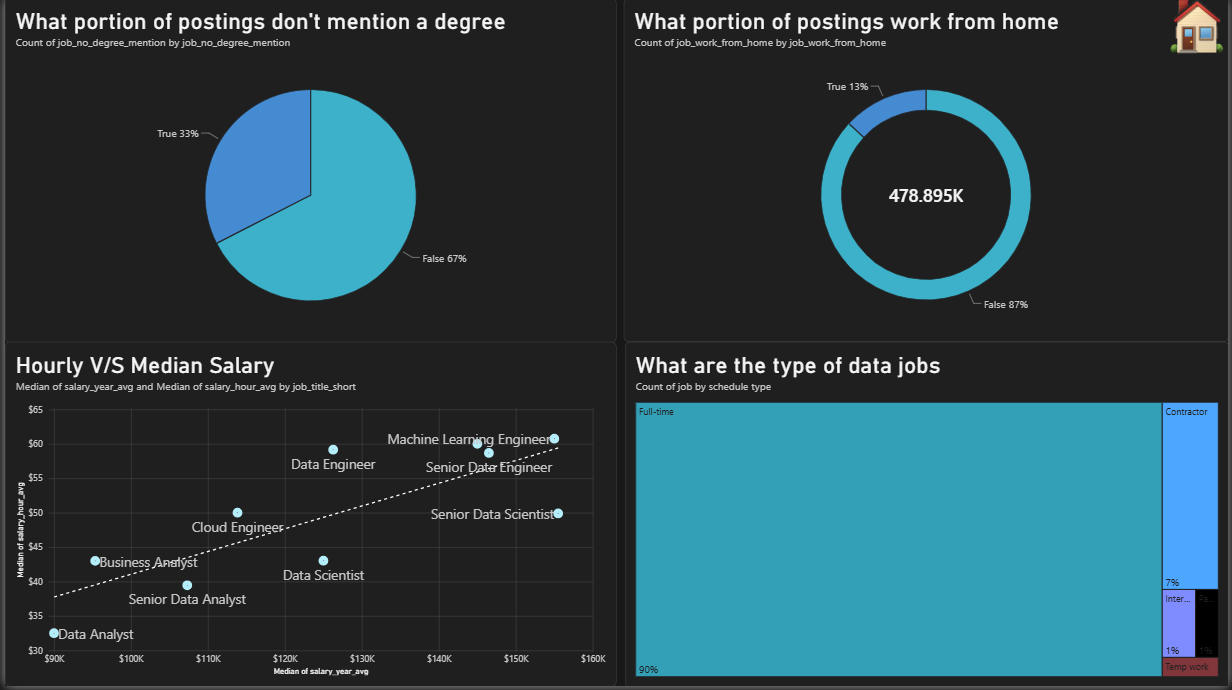 What portion of postings don't mention a degree
Count of job_no_degree_mention by job_no_degree_mention
True 33%
False 67%
What portion of postings work from home
Count of job_work_from_home by job_work_from_home
True 13%
478.895K
False 87%
Hourly V/S Median Salary
Median of salary_year_avg and Median of salary_hour_avg by job_title_short
Median of salary_hour_avg
$65
$60
$55
$50
$45
$40
$35
$30
Machine Learning Engineer
Data Engineer
Senior Data Engineer
Senior Data Scientist
Cloud Engineer
Business Analyst
Data Scientist
Senior Data Analyst
Data Analyst
$90K $100K $110K $120K $130K $140K $150K $160K
Median of salary_year_avg
What are the type of data jobs
Count of job by schedule type
Full-time
90%
Contractor
7%
Inter...
1%
1%
Temp work